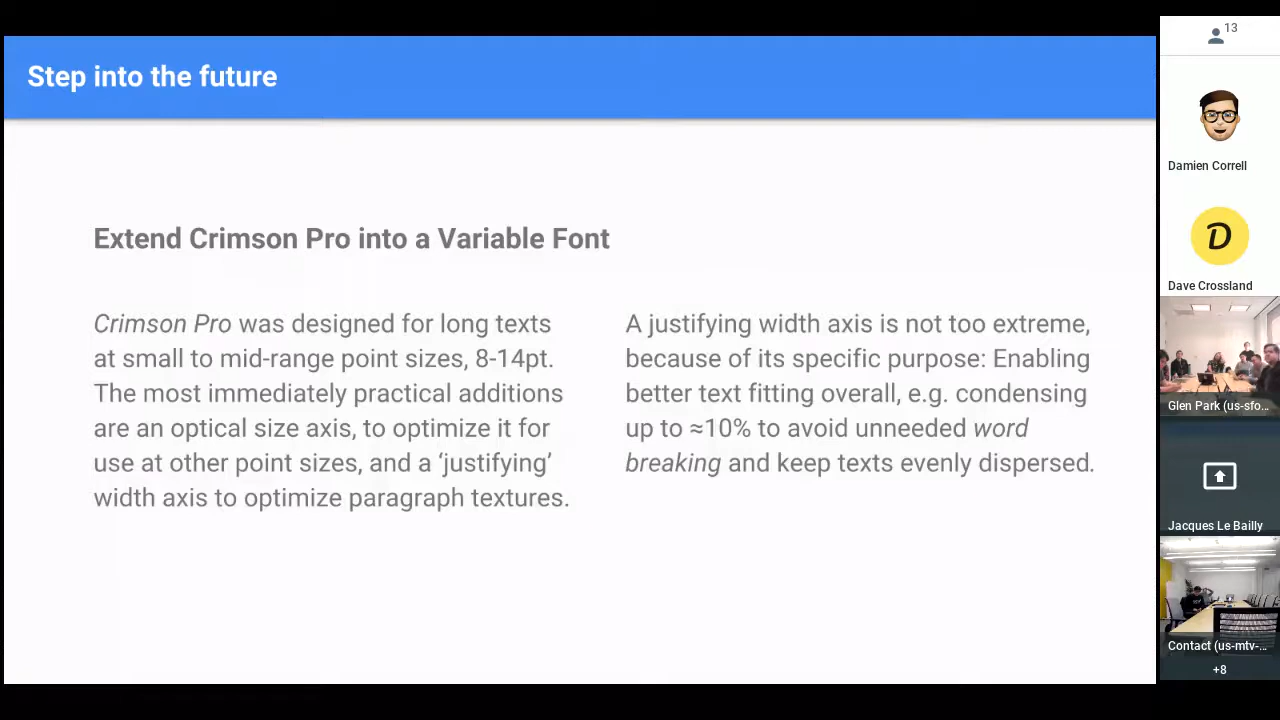 Step into the future
Extend Crimson Pro into a Variable Font
Crimson Pro was designed for long texts
at small to mid-range point sizes, 8-14pt.
The most immediately practical additions
are an optical size axis, to optimize it for
use at other point sizes, and a ‘justifying’
width axis to optimize paragraph textures.
A justifying width axis is not too extreme,
because of its specific purpose: Enabling
better text fitting overall, e.g. condensing
up to ≈10% to avoid unneeded word
breaking and keep texts evenly dispersed.
13
Damien Correll
D
Dave Crossland
Glen Park (us-sfo...
Jacques Le Bailly
Contact (us-mtv-...
+8